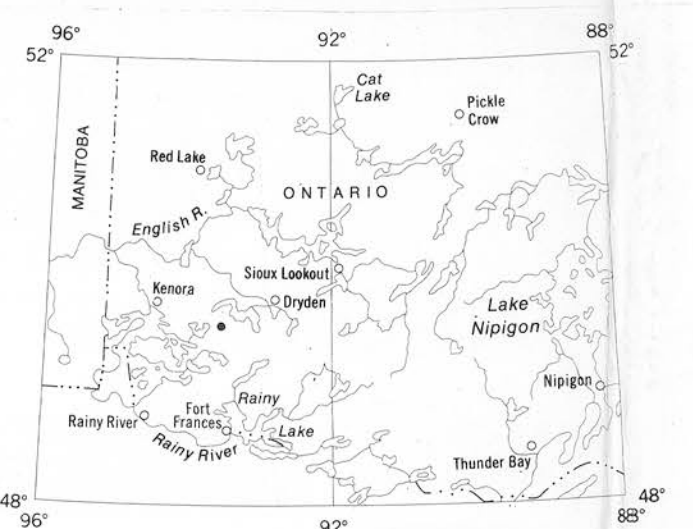 96°
92°
88°
52°
52°
Cat
Lake
Pickle
Crow
MANITOBA
Red Lake
ONTARIO
English R.
Sioux Lookout
Kenora
Dryden
Lake
Nipigon
Nipigon
Rainy
Fort
Frances
Rainy River
Lake
Rainy River
Thunder Bay
48°
48°
96°
92°
88°